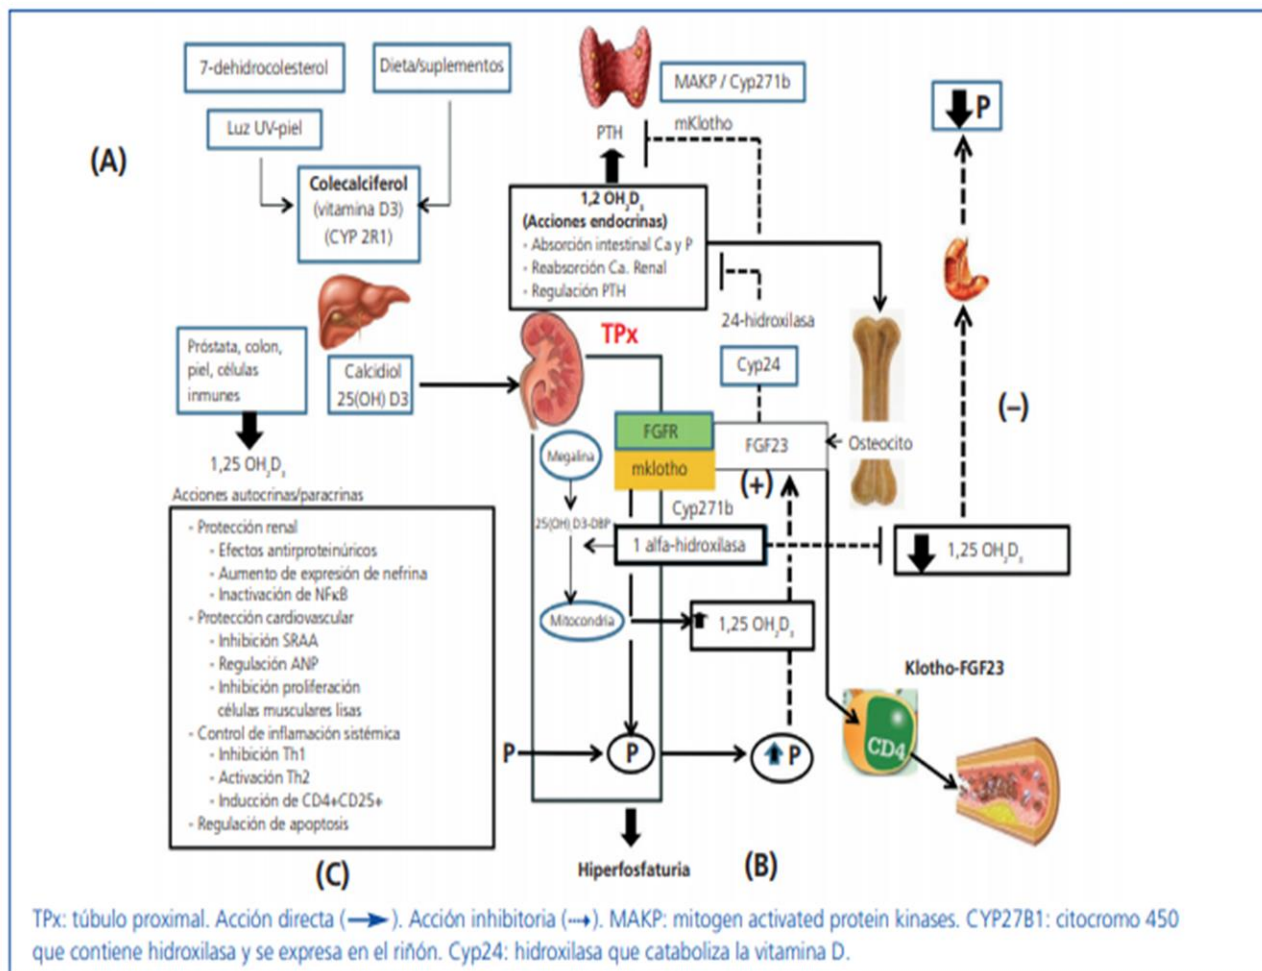 (A)
7-dehidrocolesterol
Dieta/suplementos
Luz UV-piel
Colecalciferol
(vitamina D3)
(CYP 2R1)
Próstata, colon,
piel, células
inmunes
Calcidiol
25(OH) D3
1,25 OH₂D₃
Acciones autocrinas/paracrinas
- Protección renal
- Efectos antiproteinúricos
- Aumento de expresión de nefrina
- Inactivación de NFκB
- Protección cardiovascular
- Inhibición SRAA
- Regulación ANP
- Inhibición proliferación
células musculares lisas
- Control de inflamación sistémica
- Inhibición Th1
- Activación Th2
- Inducción de CD4+CD25+
- Regulación de apoptosis
(C)
MAKP / Cyp271b
PTH
mKlotho
1,2 OH₂D₃
(Acciones endocrinas)
- Absorción intestinal Ca y P
- Reabsorción Ca. Renal
- Regulación PTH
24-hidroxilasa
Cyp24
TPx
FGFR
mklotho
FGF23
Osteocito
(+)
Megalina
25(OH) D3-DBP
Cyp271b
1 alfa-hidroxilasa
Mitocondria
1,25 OH₂D₃
P
P
P
Hiperfosfaturia
(B)
P
(–)
1,25 OH₂D₃
Klotho-FGF23
CD4
TPx: túbulo proximal. Acción directa (→). Acción inhibitoria (⇢). MAKP: mitogen activated protein kinases. CYP27B1: citocromo 450
que contiene hidroxilasa y se expresa en el riñón. Cyp24: hidroxilasa que cataboliza la vitamina D.